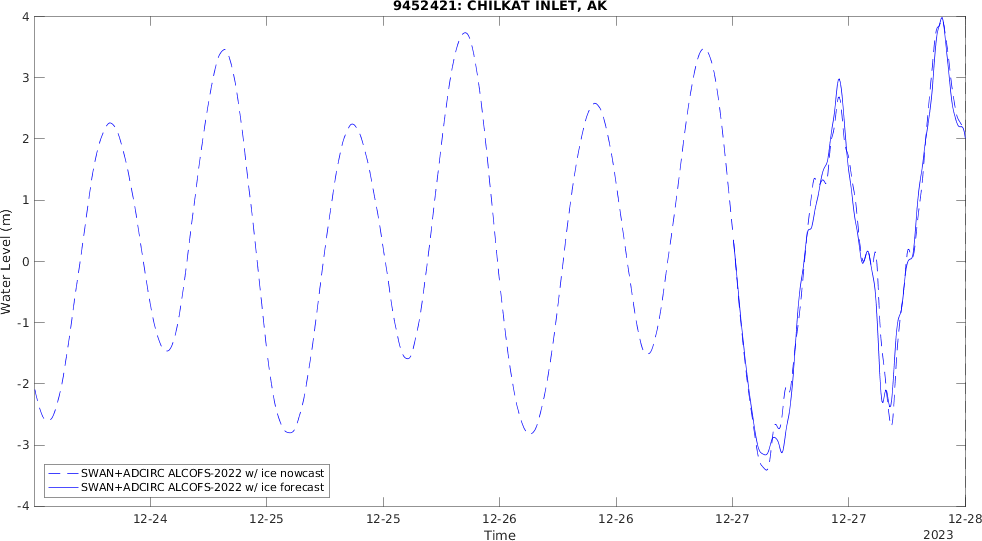 9452421: CHILKAT INLET, AK
4
3
2
1
0
-1
-2
-3
-4
Water Level (m)
SWAN+ADCIRC ALCOFS-2022 w/ ice nowcast
SWAN+ADCIRC ALCOFS-2022 w/ ice forecast
12-24 12-25 12-25 12-26 12-26 12-27 12-27 12-28
Time
2023